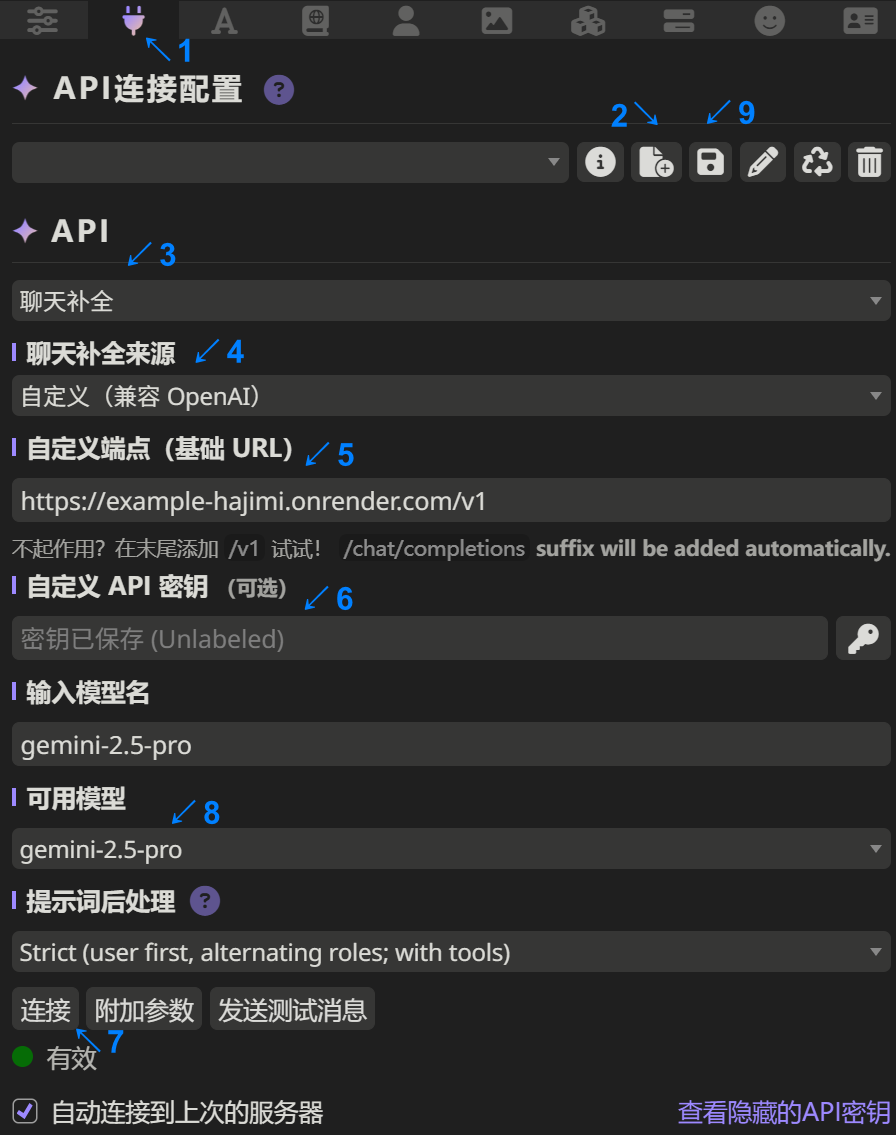 1
API连接配置 ?
2 9
API
3
聊天补全
聊天补全来源 4
自定义（兼容 OpenAI）
自定义端点（基础 URL） 5
https://example-hajimi.onrender.com/v1
不起作用？在末尾添加 /v1 试试！ /chat/completions suffix will be added automatically.
自定义 API 密钥 (可选) 6
密钥已保存 (Unlabeled)
输入模型名
gemini-2.5-pro
可用模型 8
gemini-2.5-pro
提示词后处理 ?
Strict (user first, alternating roles; with tools)
连接 附加参数 发送测试消息
7
有效
自动连接到上次的服务器 查看隐藏的API密钥